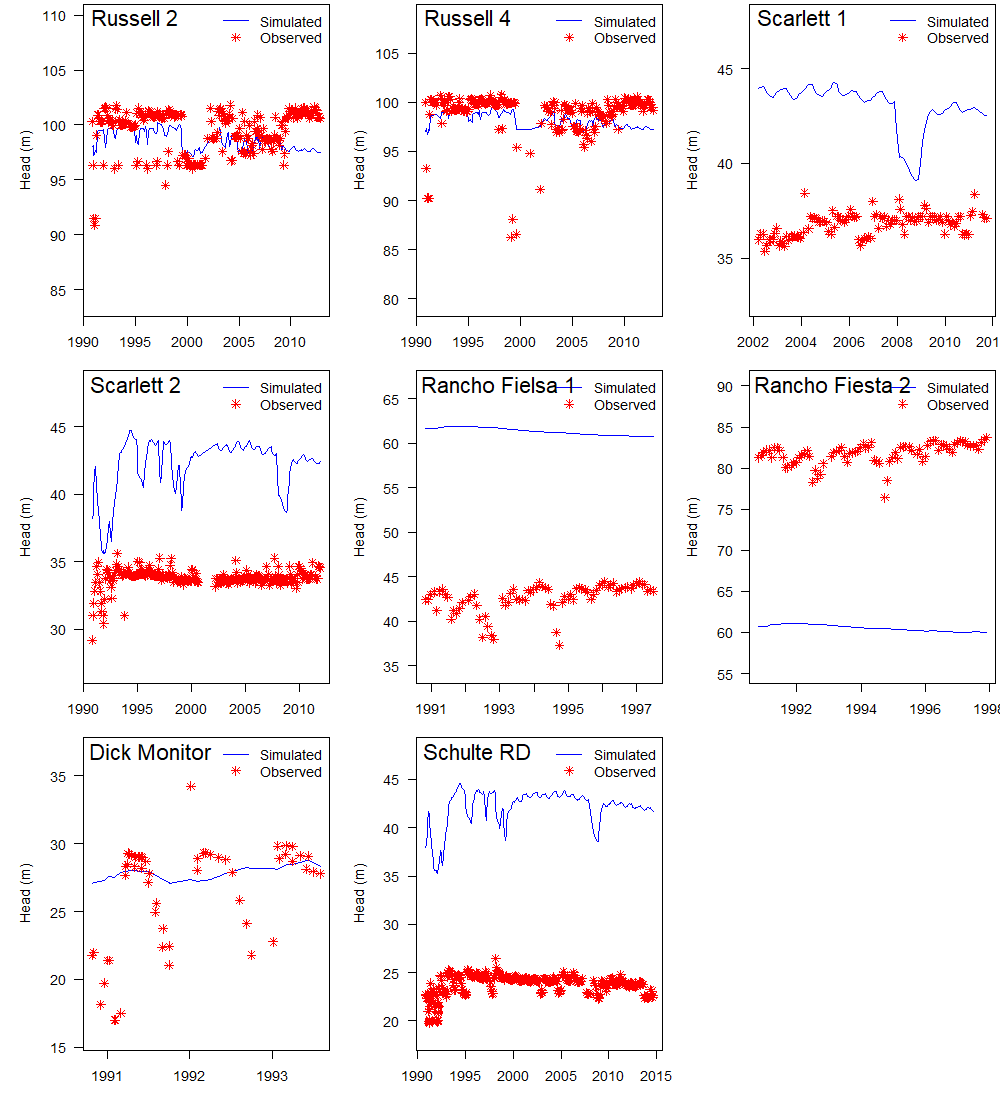 Russell 2
Simulated
Observed
Head (m)
110
105
100
95
90
85
1990 1995 2000 2005 2010
Russell 4
Simulated
Observed
Head (m)
105
100
95
90
85
80
1990 1995 2000 2005 2010
Scarlett 1
Simulated
Observed
Head (m)
45
40
35
2002 2004 2006 2008 2010 201
Scarlett 2
Simulated
Observed
Head (m)
45
40
35
30
1990 1995 2000 2005 2010
Rancho Fielsa 1
Simulated
Observed
Head (m)
65
60
55
50
45
40
35
1991 1993 1995 1997
Rancho Fiesta 2
Simulated
Observed
Head (m)
90
85
80
75
70
65
60
55
1992 1994 1996 1998
Dick Monitor
Simulated
Observed
Head (m)
35
30
25
20
15
1991 1992 1993
Schulte RD
Simulated
Observed
Head (m)
45
40
35
30
25
20
1990 1995 2000 2005 2010 2015